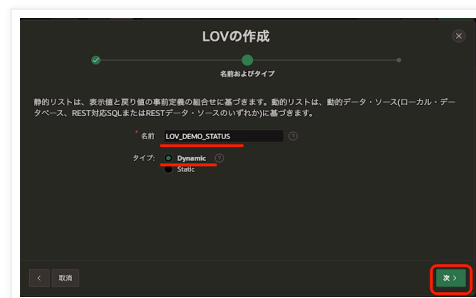 LOVの作成
名前およびタイプ
静的リストは、表示値と戻り値の事前定義の組合せに基づきます。動的リストは、動的データ・ソース(ローカル・デー
タベース、REST対応SQLまたはRESTデータ・ソースのいずれか)に基づきます。
* 名前 LOV_DEMO_STATUS ?
タイプ: Dynamic ?
Static
< 取消 次 >